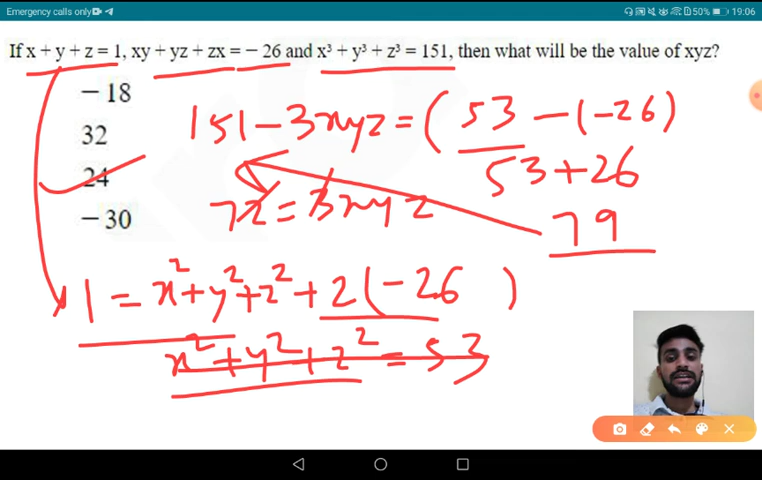 Emergency calls only 50% 19:06
If x + y + z = 1, xy + yz + zx = − 26 and x³ + y³ + z³ = 151, then what will be the value of xyz?
−18
32
24
−30
151 − 3xyz = ( 53 − (−26)
53 + 26
79
72 = 3xyz
1 = x² + y² + z² + 2(−26 )
x² + y² + z² = 53